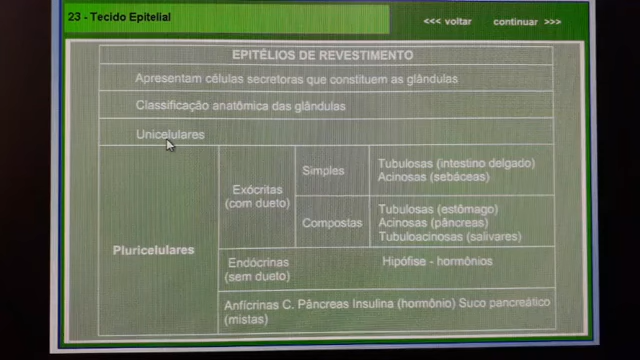 23 - Tecido Epitelial
<<< voltar
continuar >>>
EPITÉLIOS DE REVESTIMENTO
Apresentam células secretoras que constituem as glândulas
Classificação anatômica das glândulas
Unicelulares
Pluricelulares
Exócritas
(com dueto)
Simples
Tubulosas (intestino delgado)
Acinosas (sebáceas)
Compostas
Tubulosas (estômago)
Acinosas (pâncreas)
Tubuloacinosas (salivares)
Endócrinas
(sem dueto)
Hipófise - hormônios
Anfícrinas C. Pâncreas Insulina (hormônio) Suco pancreático
(mistas)